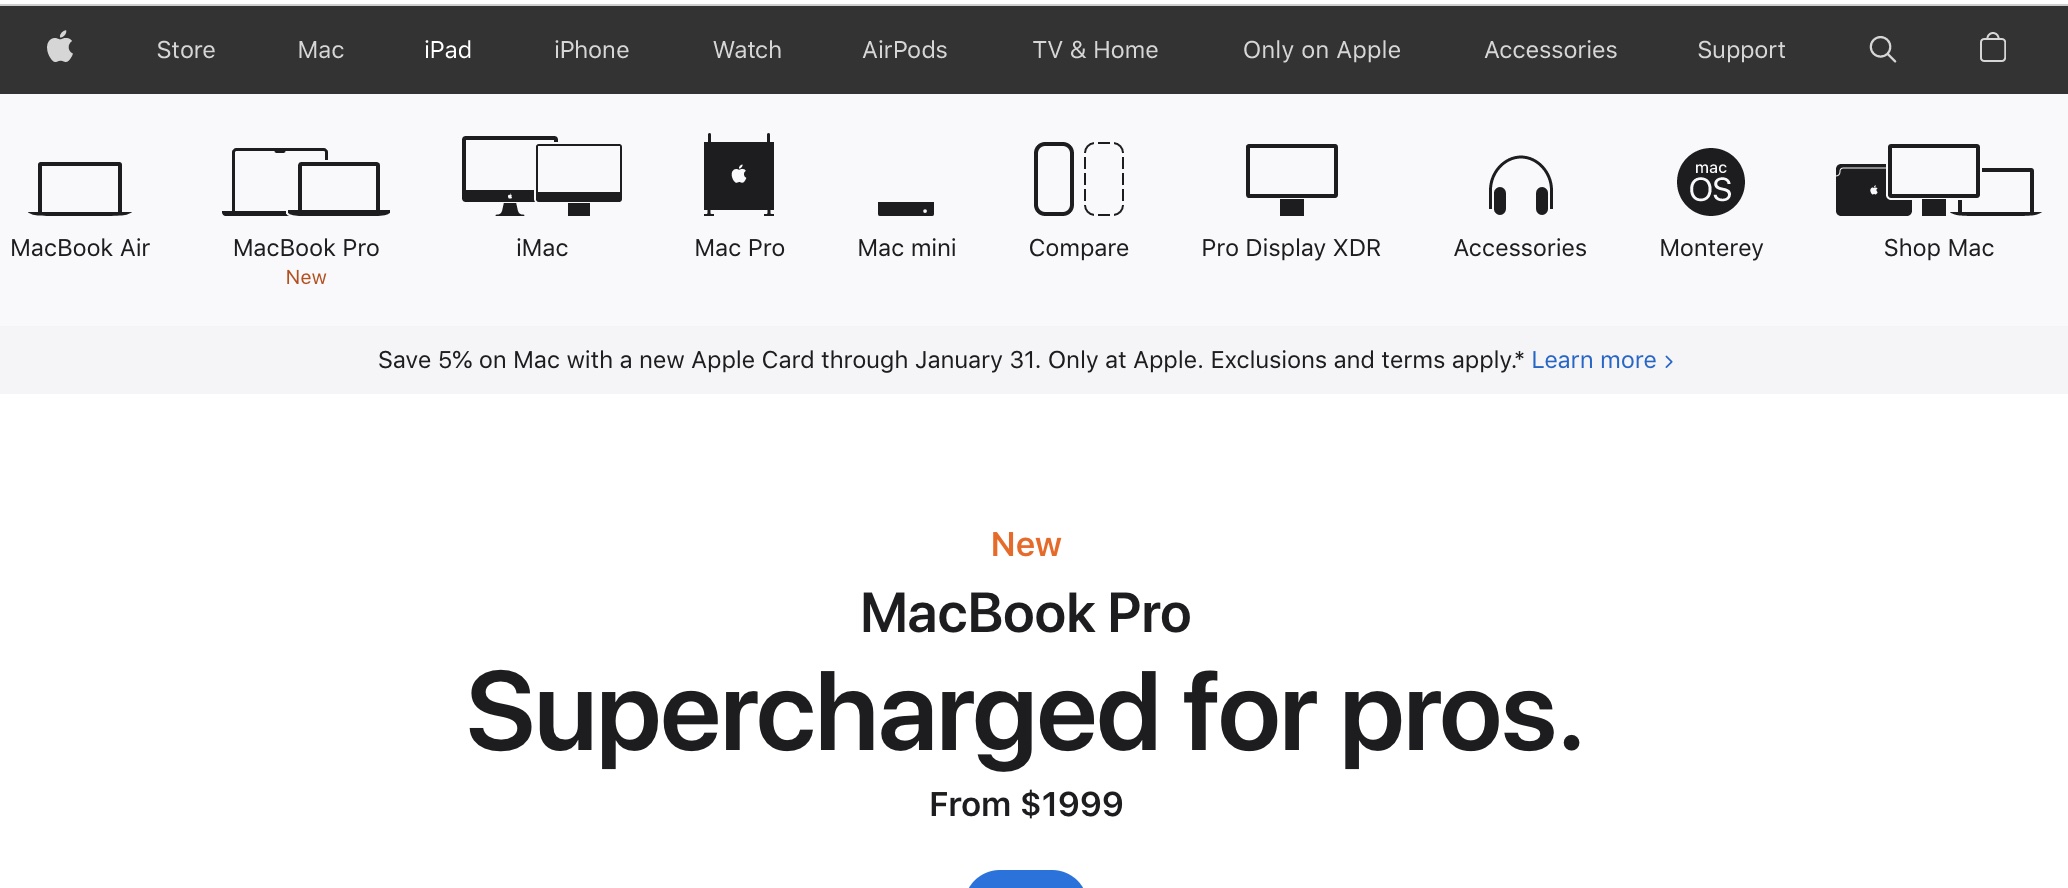 Store Mac iPad iPhone Watch AirPods TV & Home Only on Apple Accessories Support
mac
OS
MacBook Air MacBook Pro iMac Mac Pro Mac mini Compare Pro Display XDR Accessories Monterey Shop Mac
New
Save 5% on Mac with a new Apple Card through January 31. Only at Apple. Exclusions and terms apply.* Learn more >
New
MacBook Pro
Supercharged for pros.
From $1999